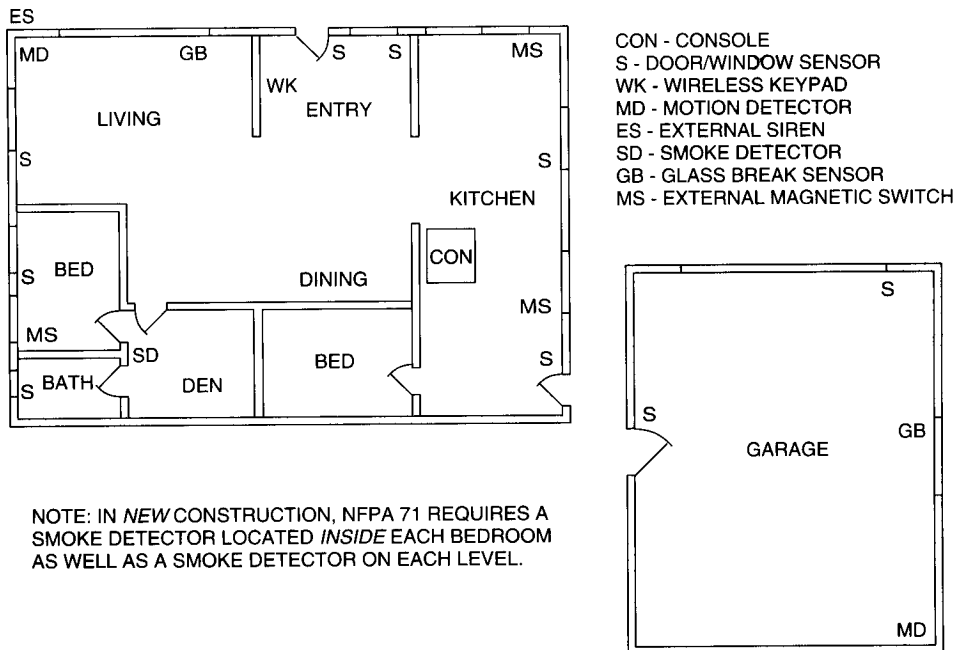 ES
MD
GB
S
S
MS
WK
ENTRY
LIVING
S
S
KITCHEN
CON
S
BED
DINING
MS
MS
SD
BED
S
S
BATH
DEN
CON - CONSOLE
S - DOOR/WINDOW SENSOR
WK - WIRELESS KEYPAD
MD - MOTION DETECTOR
ES - EXTERNAL SIREN
SD - SMOKE DETECTOR
GB - GLASS BREAK SENSOR
MS - EXTERNAL MAGNETIC SWITCH
S
S
GB
GARAGE
MD
NOTE: IN NEW CONSTRUCTION, NFPA 71 REQUIRES A
SMOKE DETECTOR LOCATED INSIDE EACH BEDROOM
AS WELL AS A SMOKE DETECTOR ON EACH LEVEL.